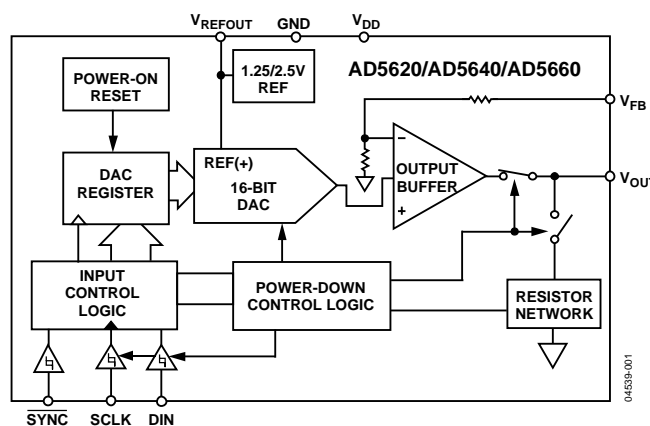 VREFOUT
GND
VDD
POWER-ON
RESET
1.25/2.5V
REF
AD5620/AD5640/AD5660
VFB
DAC
REGISTER
REF(+)
16-BIT
DAC
−
OUTPUT
BUFFER
+
VOUT
INPUT
CONTROL
LOGIC
POWER-DOWN
CONTROL LOGIC
RESISTOR
NETWORK
SYNC
SCLK
DIN
04539-001